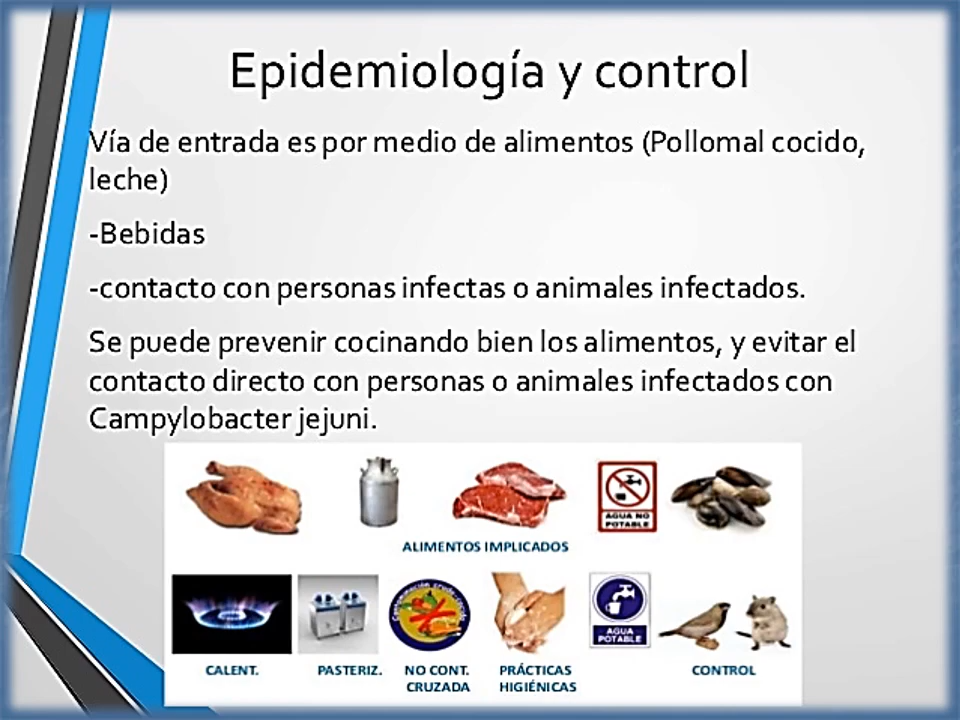 Epidemiología y control
Vía de entrada es por medio de alimentos (Pollomal cocido,
leche)
-Bebidas
-contacto con personas infectas o animales infectados.
Se puede prevenir cocinando bien los alimentos, y evitar el
contacto directo con personas o animales infectados con
Campylobacter jejuni.
AGUA NO
POTABLE
ALIMENTOS IMPLICADOS
AGUA
POTABLE
CALENT.
PASTERIZ.
NO CONT.
CRUZADA
PRÁCTICAS
HIGIÉNICAS
CONTROL